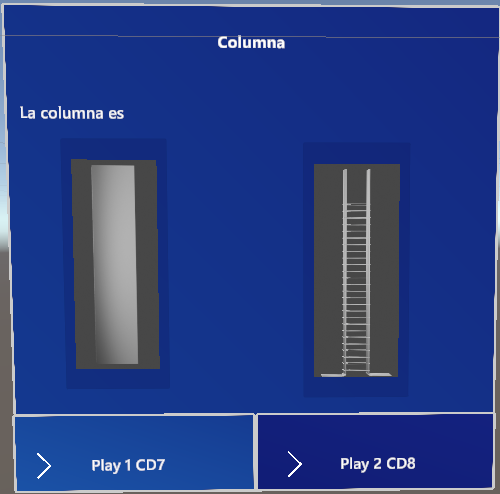 Columna
La columna es
Play 1 CD7
Play 2 CD8